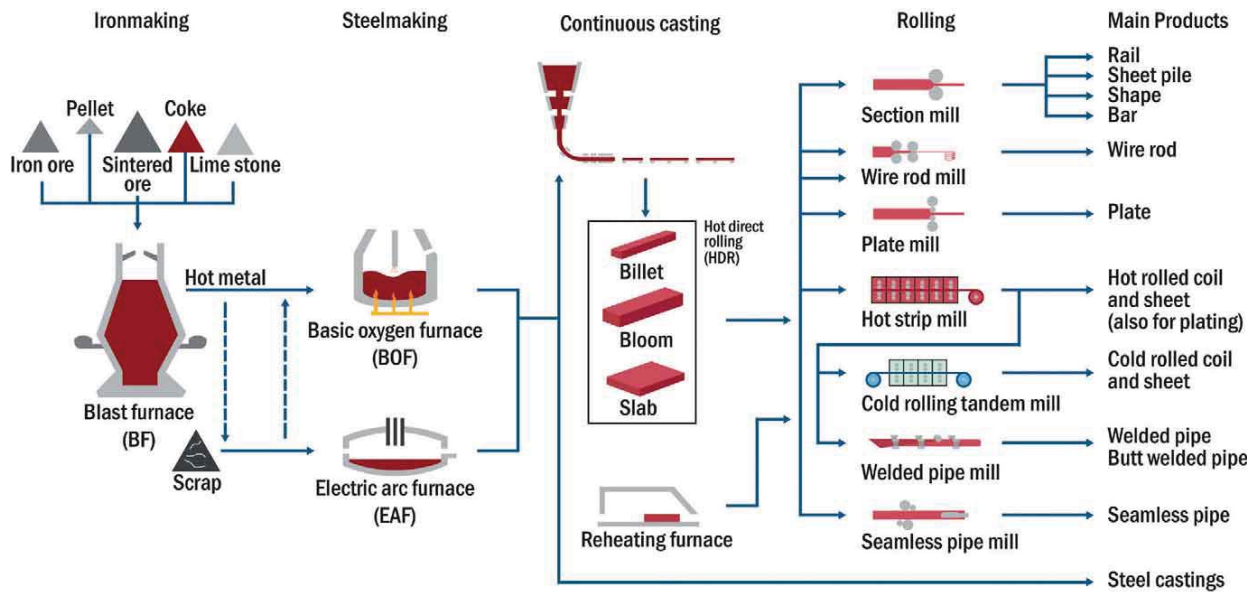 Ironmaking
Steelmaking
Continuous casting
Rolling
Main Products
Pellet
Coke
Iron ore
Sintered
ore
Lime stone
Hot metal
Blast furnace
(BF)
Scrap
Basic oxygen furnace
(BOF)
Electric arc furnace
(EAF)
Hot direct
rolling
(HDR)
Billet
Bloom
Slab
Reheating furnace
Section mill
Wire rod mill
Plate mill
Hot strip mill
Cold rolling tandem mill
Welded pipe mill
Seamless pipe mill
Rail
Sheet pile
Shape
Bar
Wire rod
Plate
Hot rolled coil
and sheet
(also for plating)
Cold rolled coil
and sheet
Welded pipe
Butt welded pipe
Seamless pipe
Steel castings